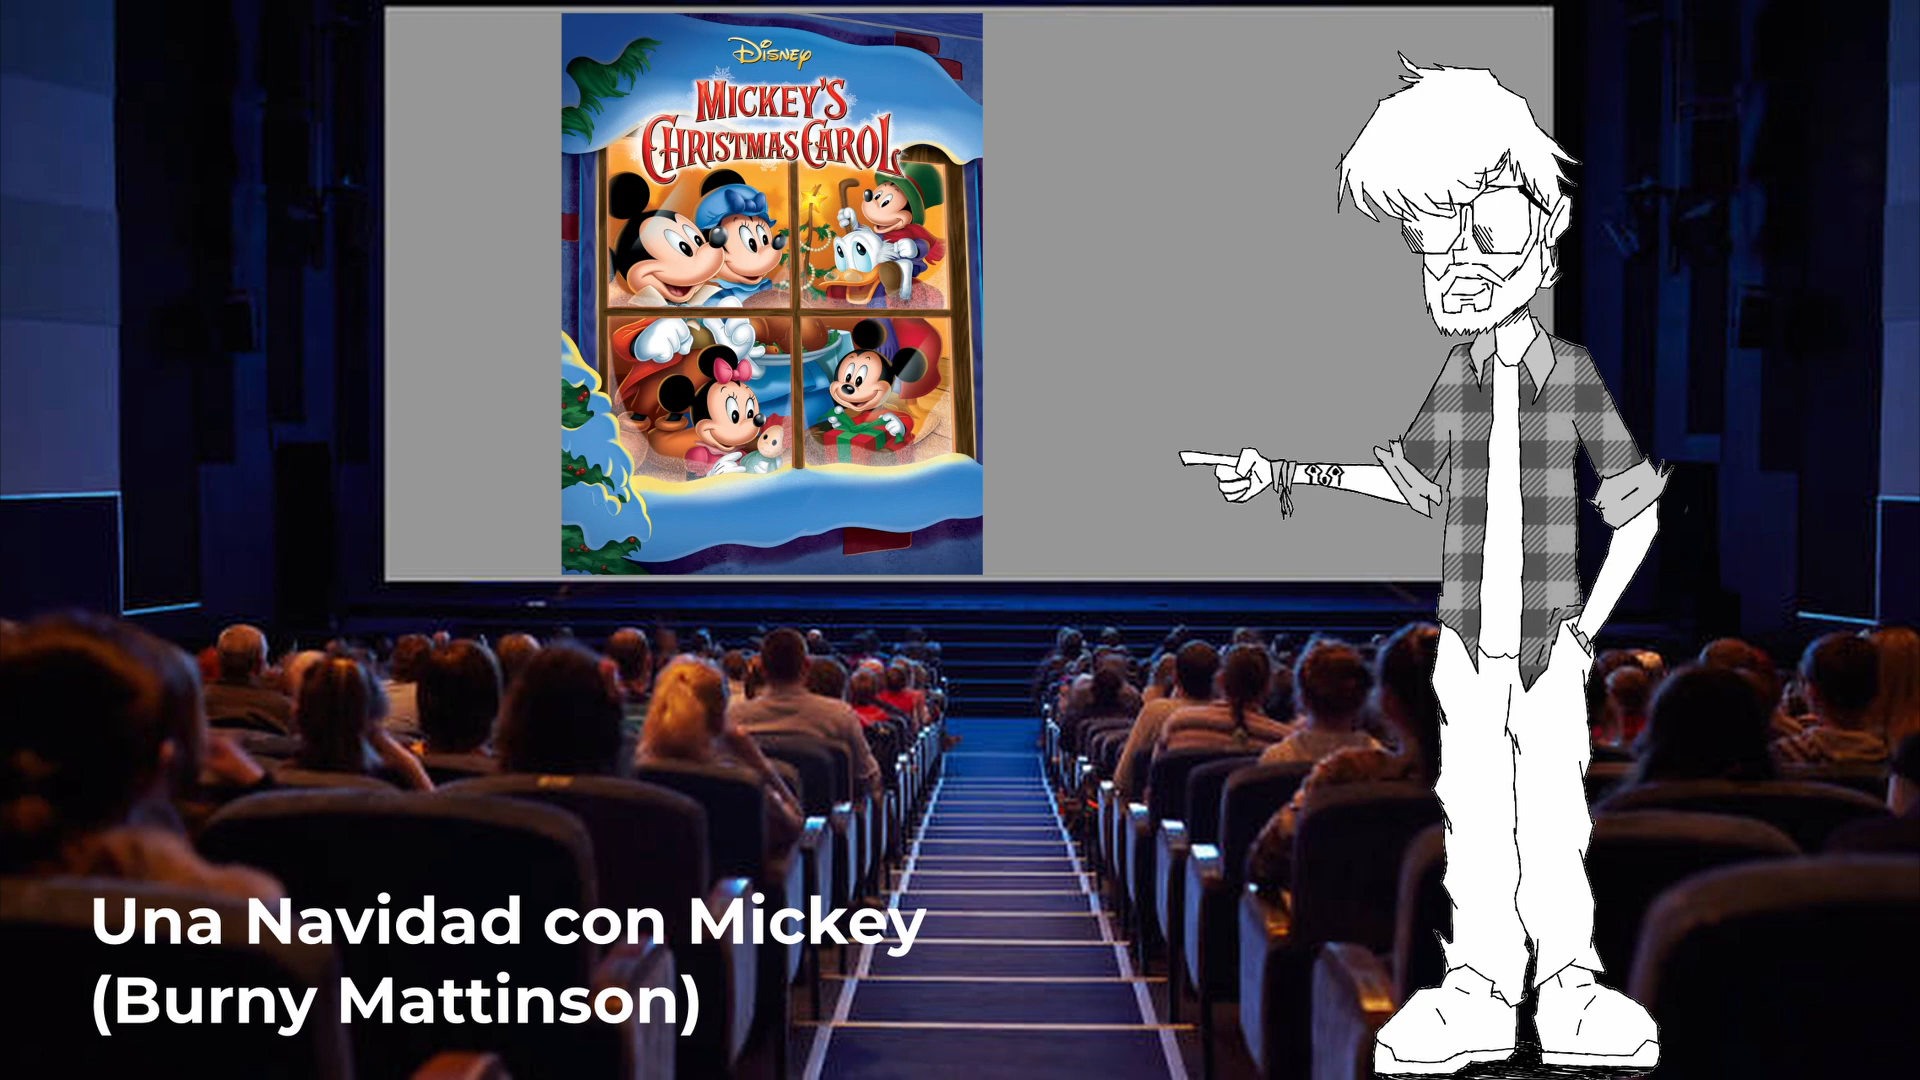 Disney
Mickey's
Christmas Carol
Una Navidad con Mickey
(Burny Mattinson)